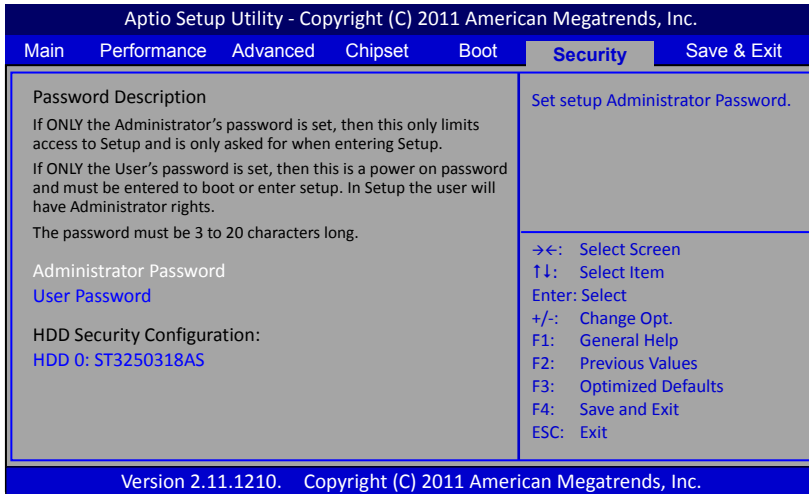 Aptio Setup Utility - Copyright (C) 2011 American Megatrends, Inc.
Main Performance Advanced Chipset Boot Security Save & Exit
Password Description
If ONLY the Administrator's password is set, then this only limits
access to Setup and is only asked for when entering Setup.
If ONLY the User's password is set, then this is a power on password
and must be entered to boot or enter setup. In Setup the user will
have Administrator rights.
The password must be 3 to 20 characters long.
Administrator Password
User Password
HDD Security Configuration:
HDD 0: ST3250318AS
Set setup Administrator Password.
→←: Select Screen
↑↓: Select Item
Enter: Select
+/-: Change Opt.
F1: General Help
F2: Previous Values
F3: Optimized Defaults
F4: Save and Exit
ESC: Exit
Version 2.11.1210. Copyright (C) 2011 American Megatrends, Inc.